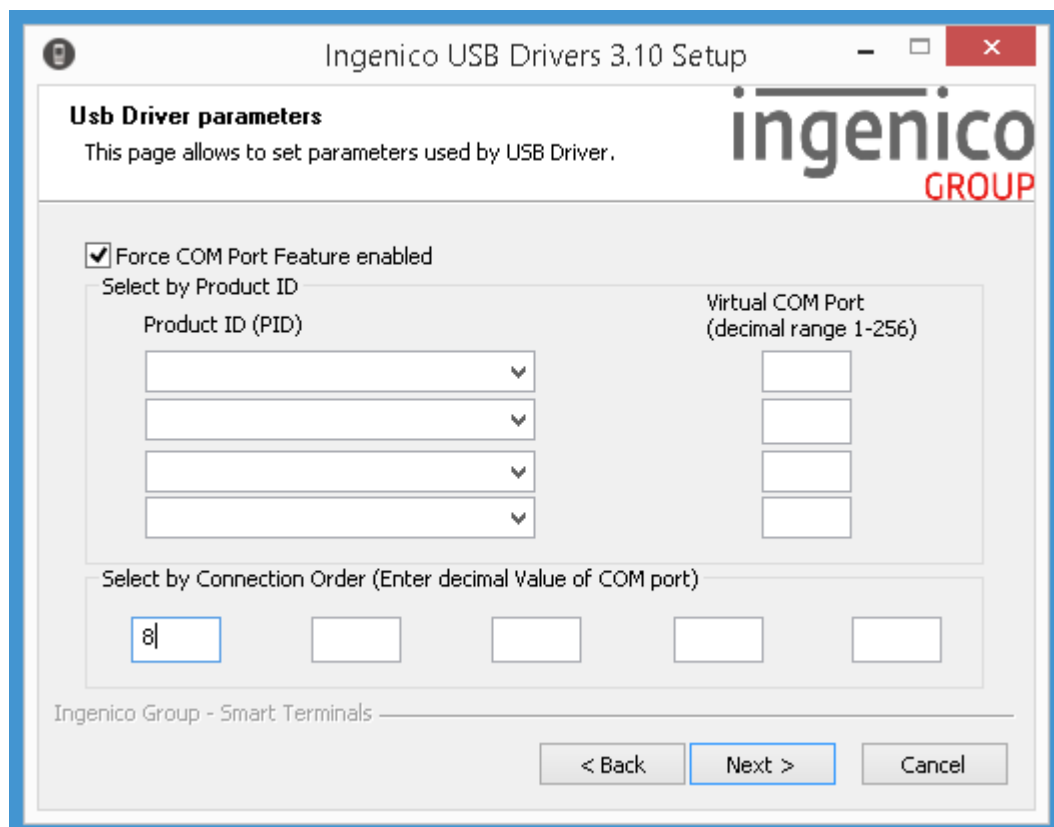 Ingenico USB Drivers 3.10 Setup
Usb Driver parameters
This page allows to set parameters used by USB Driver.
ingenico
GROUP
Force COM Port Feature enabled
Select by Product ID
Product ID (PID)
Virtual COM Port
(decimal range 1-256)
Select by Connection Order (Enter decimal Value of COM port)
8
Ingenico Group - Smart Terminals
< Back
Next >
Cancel